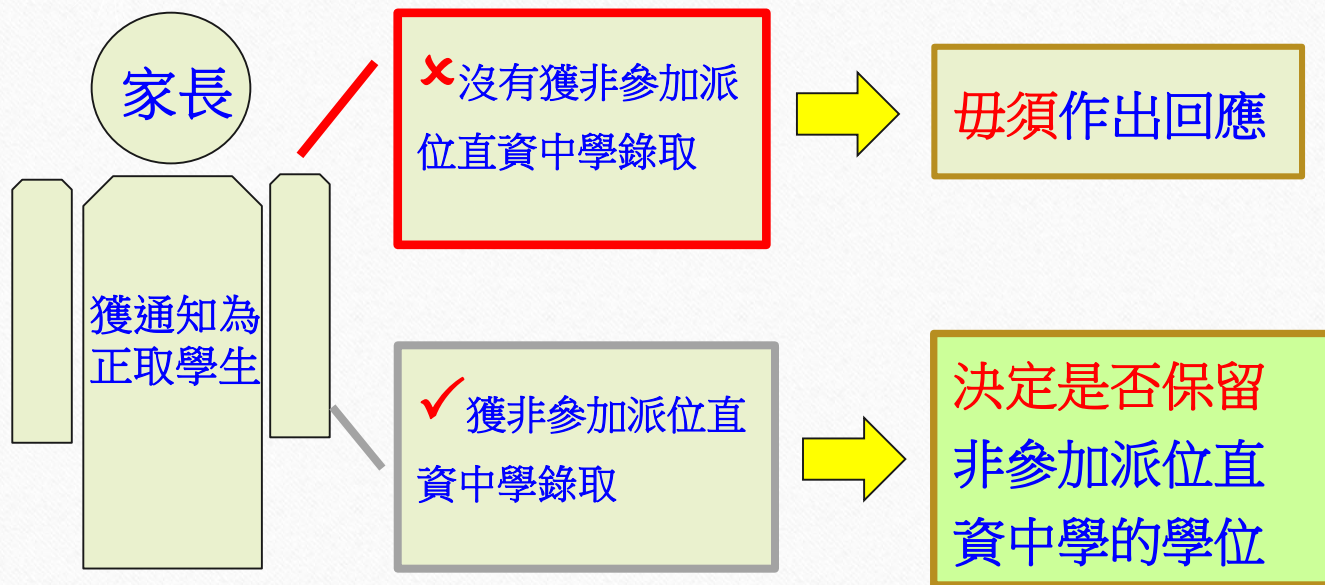 家長
獲通知為
正取學生
✘沒有獲非參加派
位直資中學錄取
毋須作出回應
✓獲非參加派位直
資中學錄取
決定是否保留
非參加派位直
資中學的學位